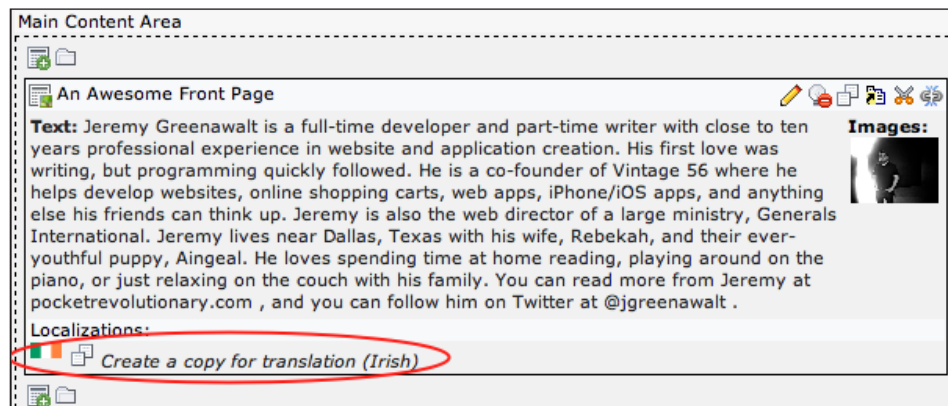 Main Content Area
An Awesome Front Page
Text: Jeremy Greenawalt is a full-time developer and part-time writer with close to ten
years professional experience in website and application creation. His first love was
writing, but programming quickly followed. He is a co-founder of Vintage 56 where he
helps develop websites, online shopping carts, web apps, iPhone/iOS apps, and anything
else his friends can think up. Jeremy is also the web director of a large ministry, Generals
International. Jeremy lives near Dallas, Texas with his wife, Rebekah, and their ever-
youthful puppy, Aingeal. He loves spending time at home reading, playing around on the
piano, or just relaxing on the couch with his family. You can read more from Jeremy at
pocketrevolutionary.com , and you can follow him on Twitter at @jgreenawalt .
Images:
Localizations:
Create a copy for translation (Irish)